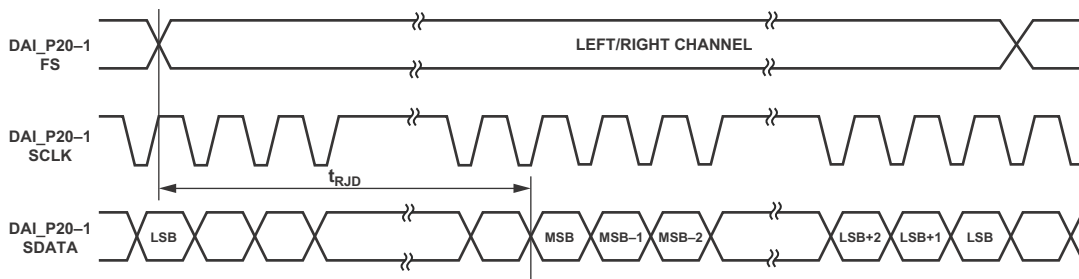 DAI_P20–1
FS
LEFT/RIGHT CHANNEL
DAI_P20–1
SCLK
tRJD
DAI_P20–1
SDATA
LSB
MSB
MSB–1
MSB–2
LSB+2
LSB+1
LSB